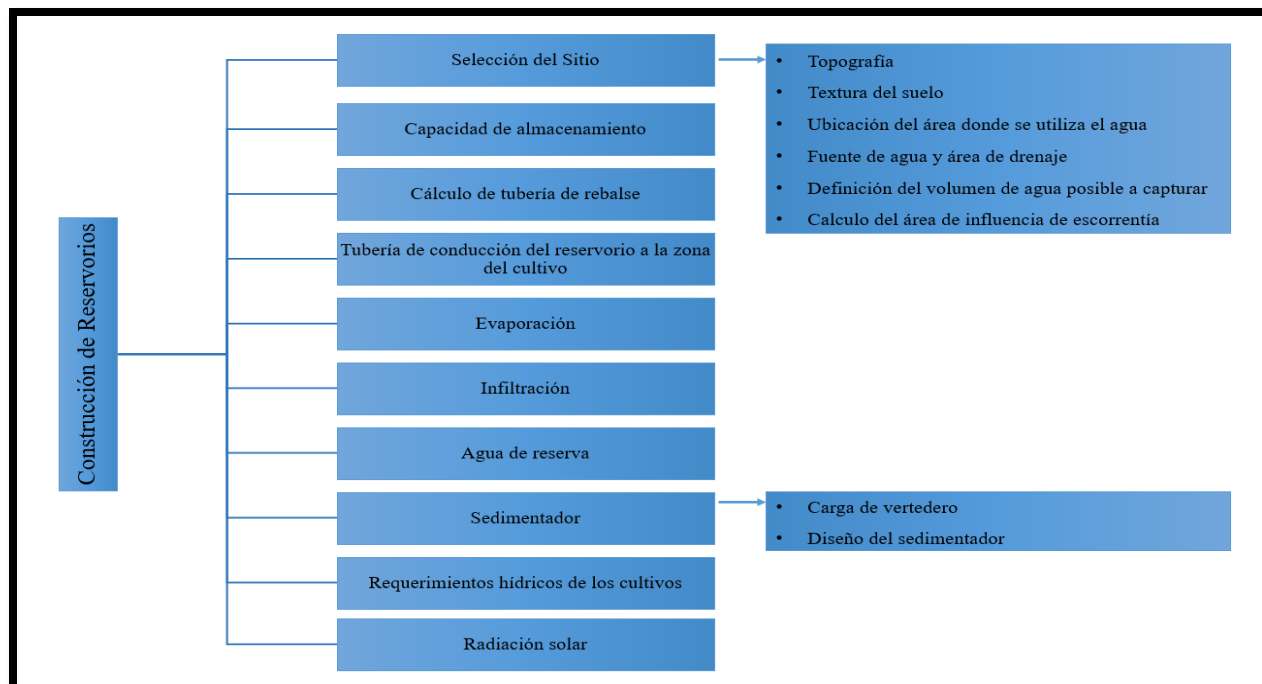 Construcción de Reservorios
Selección del Sitio
• Topografía
• Textura del suelo
• Ubicación del área donde se utiliza el agua
• Fuente de agua y área de drenaje
• Definición del volumen de agua posible a capturar
• Calculo del área de influencia de escorrentía
Capacidad de almacenamiento
Cálculo de tubería de rebalse
Tubería de conducción del reservorio a la zona
del cultivo
Evaporación
Infiltración
Agua de reserva
Sedimentador
• Carga de vertedero
• Diseño del sedimentador
Requerimientos hídricos de los cultivos
Radiación solar